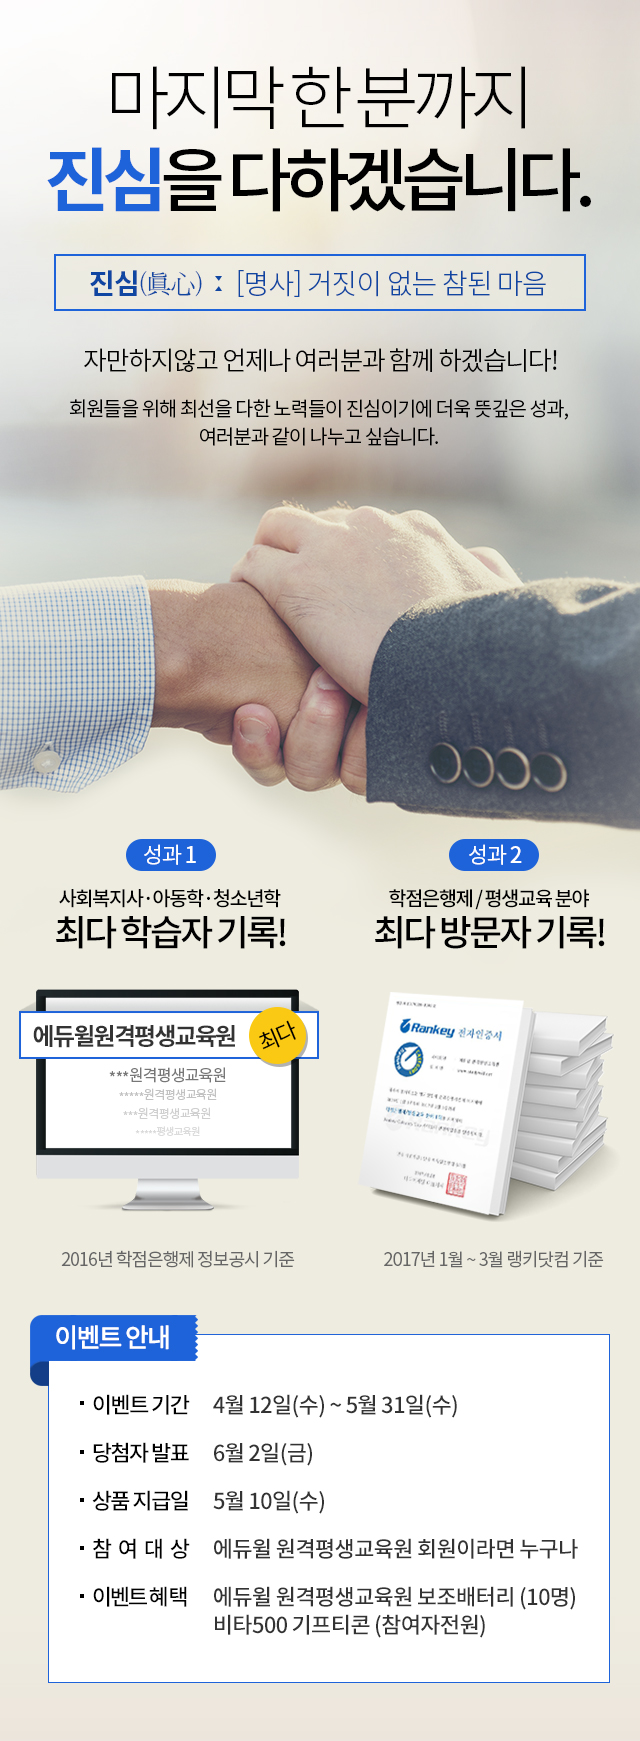 마지막 한 분까지
진심을 다하겠습니다.
진심(眞心) : [명사] 거짓이 없는 참된 마음
자만하지않고 언제나 여러분과 함께 하겠습니다!
회원들을 위해 최선을 다한 노력들이 진심이기에 더욱 뜻깊은 성과,
여러분과 같이 나누고 싶습니다.
성과 1
사회복지사·아동학·청소년학
최다 학습자 기록!
에듀윌원격평생교육원
최다
***원격평생교육원
*****원격평생교육원
***원격평생교육원
*****평생교육원
2016년 학점은행제 정보공시 기준
성과 2
학점은행제 / 평생교육 분야
최다 방문자 기록!
Rankey 전자인증서
2017년 1월 ~ 3월 랭키닷컴 기준
이벤트 안내
· 이벤트 기간 4월 12일(수) ~ 5월 31일(수)
· 당첨자 발표 6월 2일(금)
· 상품 지급일 5월 10일(수)
· 참 여 대 상 에듀윌 원격평생교육원 회원이라면 누구나
· 이벤트 혜택 에듀윌 원격평생교육원 보조배터리 (10명)
비타500 기프티콘 (참여자전원)